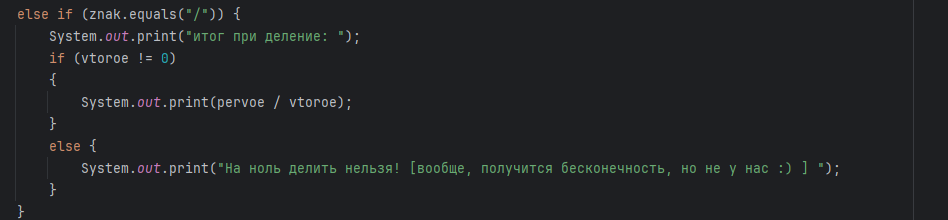 else if (znak.equals("/")) {
System.out.print("итог при деление: ");
if (vtoroe != 0)
{
System.out.print(pervoe / vtoroe);
}
else {
System.out.print("На ноль делить нельзя! [вообще, получится бесконечность, но не у нас :) ] ");
}
}